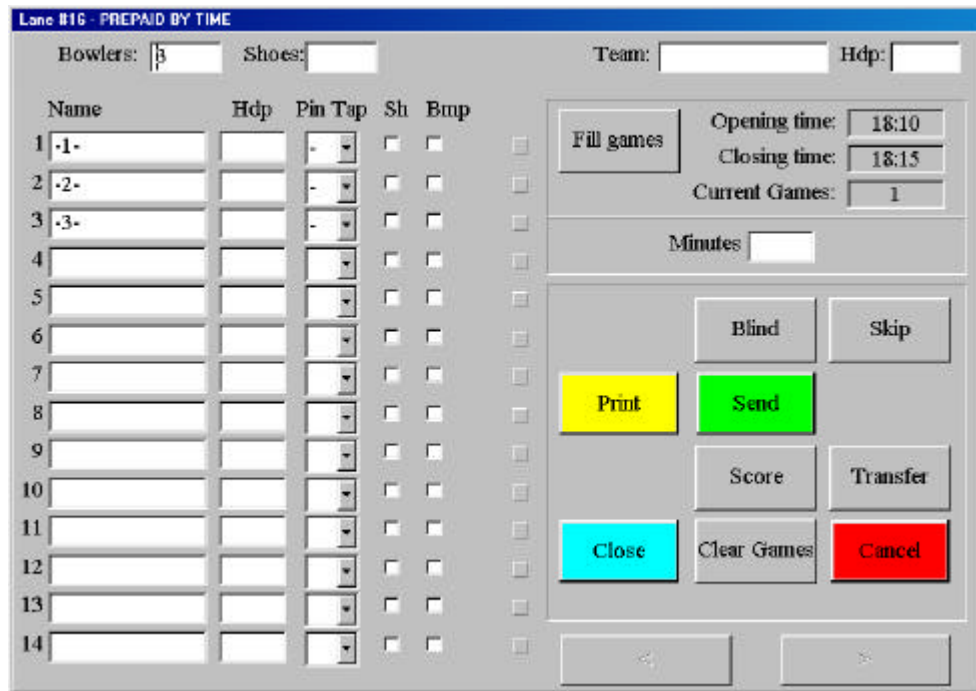 Lane #16 - PREPAID BY TIME
Bowlers: 3 Shoes: Team: Hdp:
Name Hdp Pin Tap Sh Bmp
1 -1- -
2 -2- -
3 -3- -
4
5
6
7
8
9
10
11
12
13
14
Fill games
Opening time: 18:10
Closing time: 18:15
Current Games: 1
Minutes
Blind Skip
Print Send
Score Transfer
Close Clear Games Cancel
< >